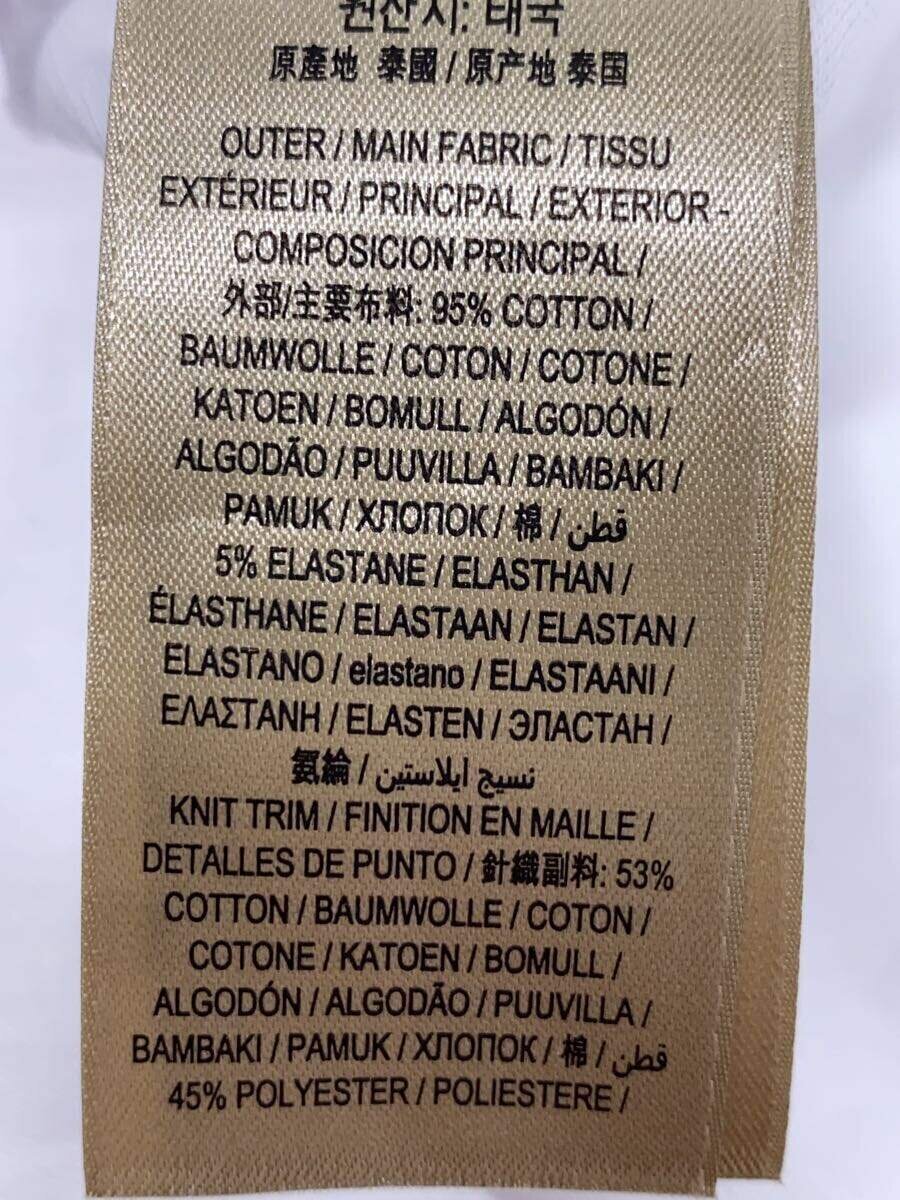 원산지: 태국
原產地 泰國 / 原产地 泰国
OUTER / MAIN FABRIC / TISSU
EXTÉRIEUR / PRINCIPAL / EXTERIOR -
COMPOSICION PRINCIPAL /
外部/主要布料: 95% COTTON /
BAUMWOLLE / COTON / COTONE /
KATOEN / BOMULL / ALGODÓN /
ALGODÃO / PUUVILLA / BAMBAKI /
PAMUK / ХЛОПОК / 棉 / قطن
5% ELASTANE / ELASTHAN /
ÉLASTHANE / ELASTAAN / ELASTAN /
ELASTANO / elastano / ELASTAANI /
ΕΛΑΣΤΑΝΗ / ELASTEN / ЭЛАСТАН /
氨綸 / نسيج ايلاستين
KNIT TRIM / FINITION EN MAILLE /
DETALLES DE PUNTO / 針織副料: 53%
COTTON / BAUMWOLLE / COTON /
COTONE / KATOEN / BOMULL /
ALGODÓN / ALGODÃO / PUUVILLA /
BAMBAKI / PAMUK / ХЛОПОК / 棉 / قطن
45% POLYESTER / POLIESTERE /